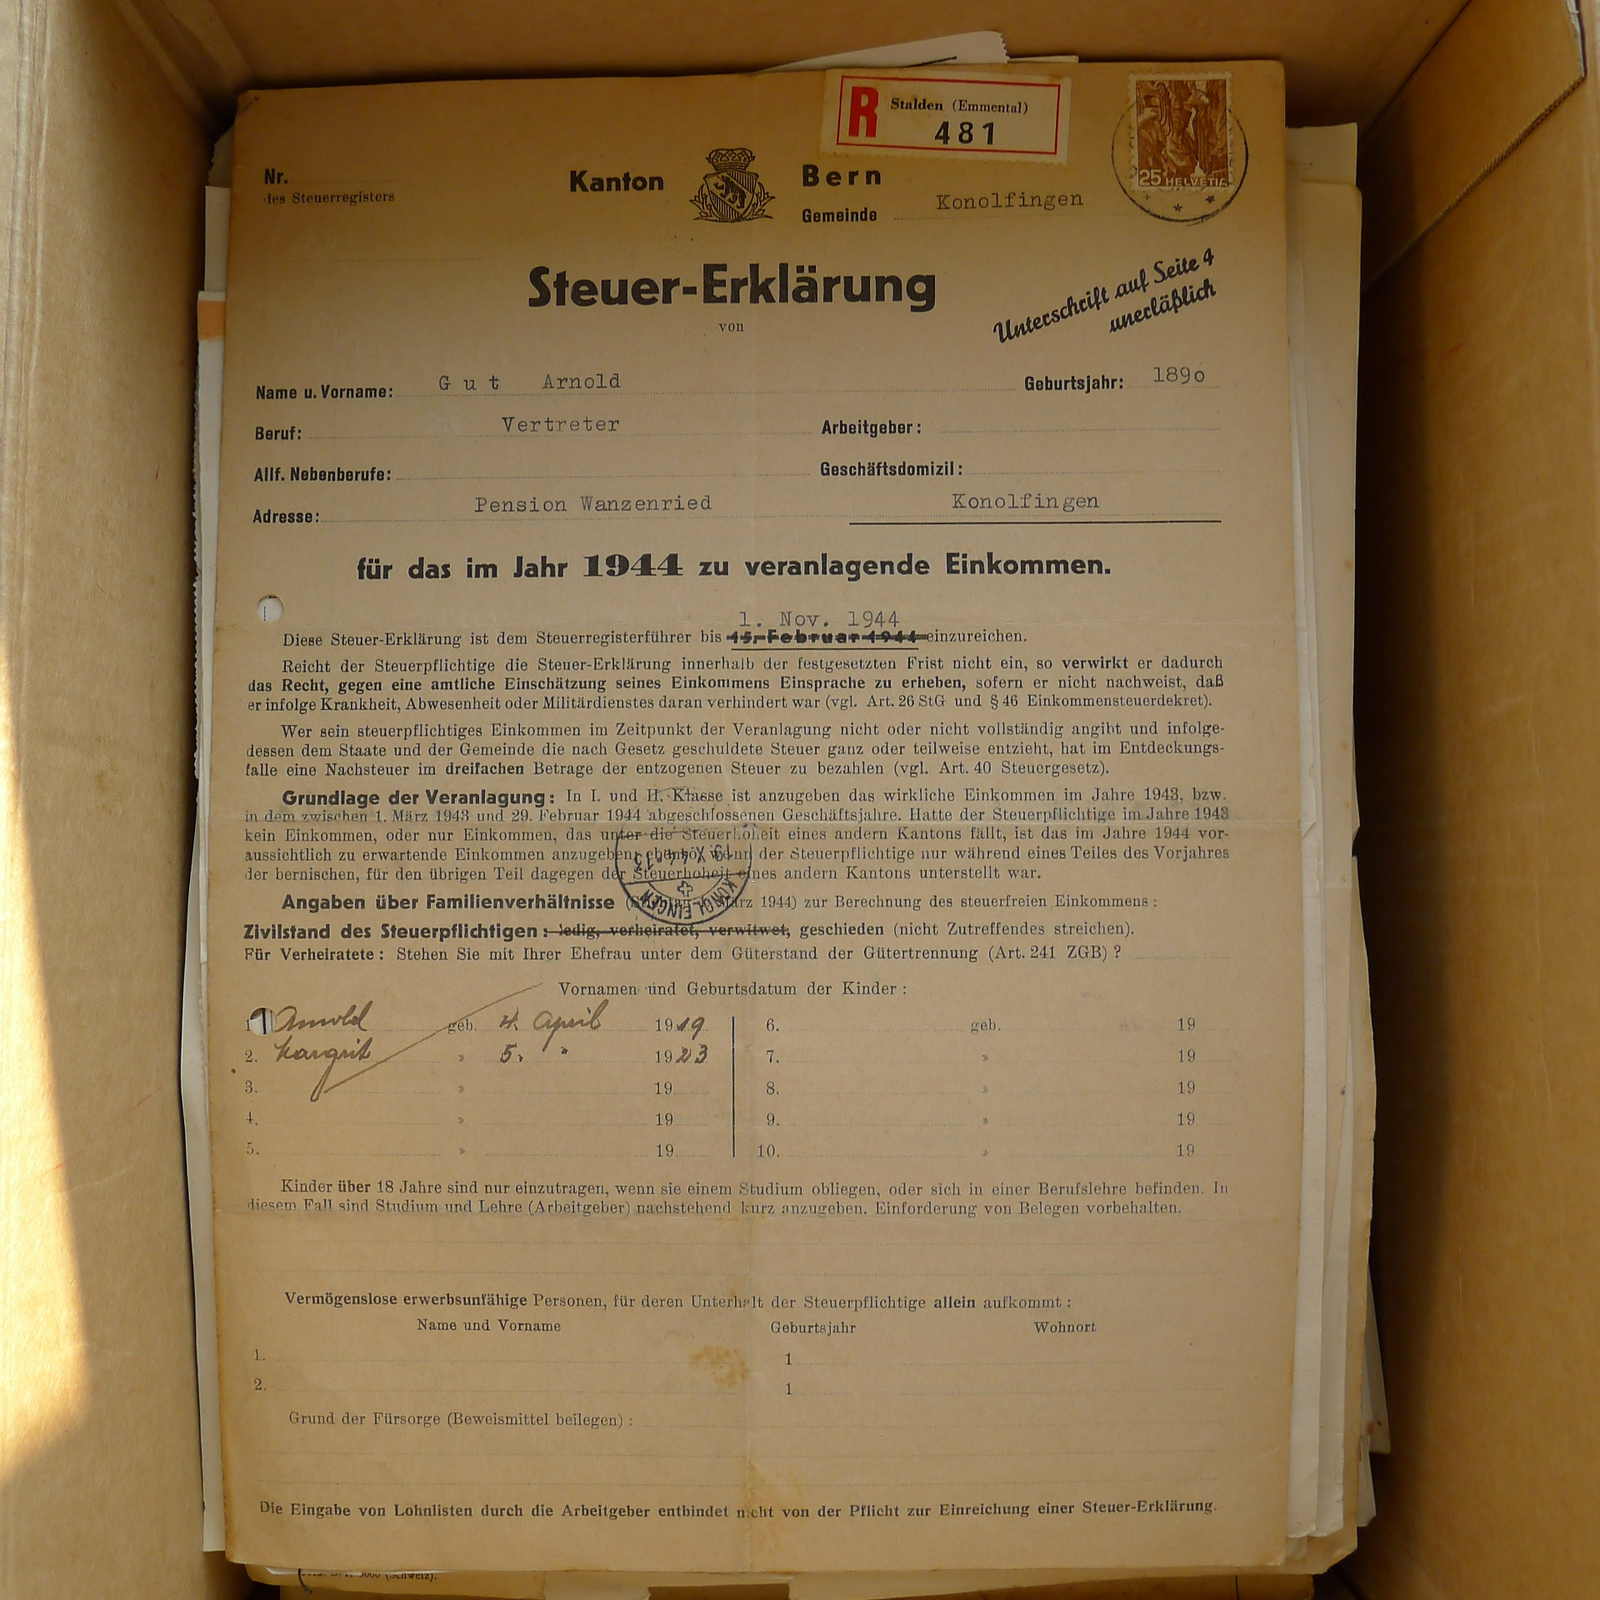 R Stalden (Emmental)
481
25 HELVETIA
Nr.
des Steuerregisters
Kanton Bern
Gemeinde Konolfingen
Steuer-Erklärung
von
Unterschrift auf Seite 4
unerläßlich
Name u. Vorname: Gut Arnold Geburtsjahr: 189o
Beruf: Vertreter Arbeitgeber:
Allf. Nebenberufe: Geschäftsdomizil:
Adresse: Pension Wanzenried Konolfingen
für das im Jahr 1944 zu veranlagende Einkommen.
1. Nov. 1944
Diese Steuer-Erklärung ist dem Steuerregisterführer bis 15. Februar 1944 einzureichen.
Reicht der Steuerpflichtige die Steuer-Erklärung innerhalb der festgesetzten Frist nicht ein, so verwirkt er dadurch
das Recht, gegen eine amtliche Einschätzung seines Einkommens Einsprache zu erheben, sofern er nicht nachweist, daß
er infolge Krankheit, Abwesenheit oder Militärdienstes daran verhindert war (vgl. Art. 26 StG und § 46 Einkommensteuerdekret).
Wer sein steuerpflichtiges Einkommen im Zeitpunkt der Veranlagung nicht oder nicht vollständig angibt und infolge-
dessen dem Staate und der Gemeinde die nach Gesetz geschuldete Steuer ganz oder teilweise entzieht, hat im Entdeckungs-
falle eine Nachsteuer im dreifachen Betrage der entzogenen Steuer zu bezahlen (vgl. Art. 40 Steuergesetz).
Grundlage der Veranlagung: In I. und II. Klasse ist anzugeben das wirkliche Einkommen im Jahre 1943, bzw.
in dem zwischen 1. März 1943 und 29. Februar 1944 abgeschlossenen Geschäftsjahre. Hatte der Steuerpflichtige im Jahre 1943
kein Einkommen, oder nur Einkommen, das unter die Steuerhoheit eines andern Kantons fällt, ist das im Jahre 1944 vor-
aussichtlich zu erwartende Einkommen anzugeben; ebenso, wenn der Steuerpflichtige nur während eines Teiles des Vorjahres
der bernischen, für den übrigen Teil dagegen der Steuerhoheit eines andern Kantons unterstellt war.
KONOLFINGEN
Angaben über Familienverhältnisse März 1944) zur Berechnung des steuerfreien Einkommens:
Zivilstand des Steuerpflichtigen: ledig, verheiratet, verwitwet, geschieden (nicht Zutreffendes streichen).
Für Verheiratete: Stehen Sie mit Ihrer Ehefrau unter dem Güterstand der Gütertrennung (Art. 241 ZGB)?
Vornamen und Geburtsdatum der Kinder:
1. Arnold geb. 4. April 1919 6. geb. 19
2. Margrit » 5. " 1923 7. » 19
3. » 19 8. » 19
4. » 19 9. » 19
5. » 19 10. » 19
Kinder über 18 Jahre sind nur einzutragen, wenn sie einem Studium obliegen, oder sich in einer Berufslehre befinden. In
diesem Fall sind Studium und Lehre (Arbeitgeber) nachstehend kurz anzugeben. Einforderung von Belegen vorbehalten.
Vermögenslose erwerbsunfähige Personen, für deren Unterhalt der Steuerpflichtige allein aufkommt:
Name und Vorname Geburtsjahr Wohnort
1. 1
2. 1
Grund der Fürsorge (Beweismittel beilegen):
Die Eingabe von Lohnlisten durch die Arbeitgeber entbindet nicht von der Pflicht zur Einreichung einer Steuer-Erklärung.